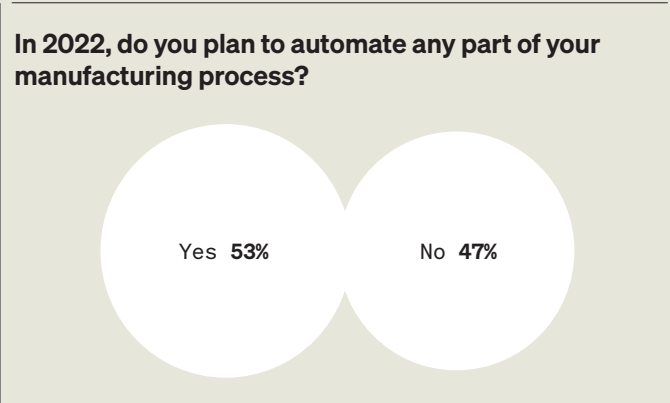 In 2022, do you plan to automate any part of your
manufacturing process?
Yes 53%
No 47%